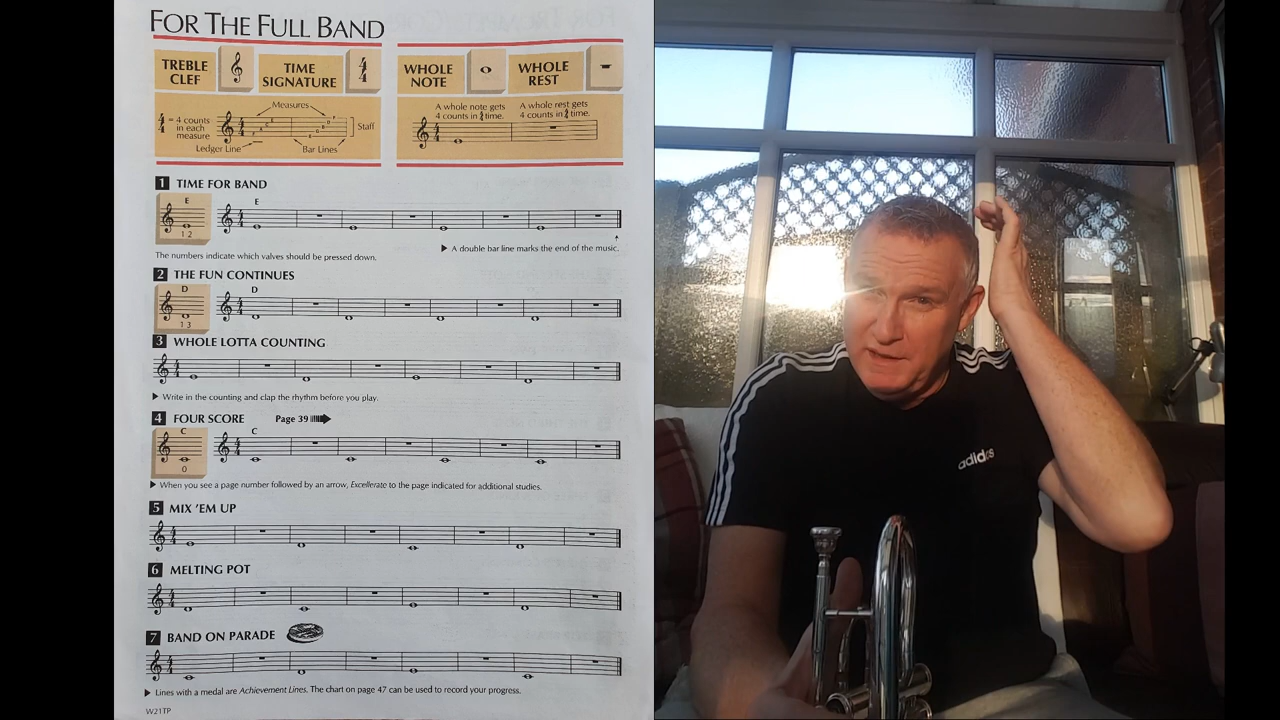 FOR THE FULL BAND
TREBLE CLEF
TIME SIGNATURE
4 4
WHOLE NOTE
WHOLE REST
4 4 = 4 counts in each measure
Measures
Staff
Ledger Line
Bar Lines
A whole note gets
4 counts in 4/4 time.
A whole rest gets
4 counts in 4/4 time.
1 TIME FOR BAND
E
E
1 2
▶ A double bar line marks the end of the music.
The numbers indicate which valves should be pressed down.
2 THE FUN CONTINUES
D
D
1 3
3 WHOLE LOTTA COUNTING
▶ Write in the counting and clap the rhythm before you play.
4 FOUR SCORE Page 39
C
C
0
▶ When you see a page number followed by an arrow, Excellerate to the page indicated for additional studies.
5 MIX 'EM UP
6 MELTING POT
7 BAND ON PARADE
▶ Lines with a medal are Achievement Lines. The chart on page 47 can be used to record your progress.
W21TP
adidas